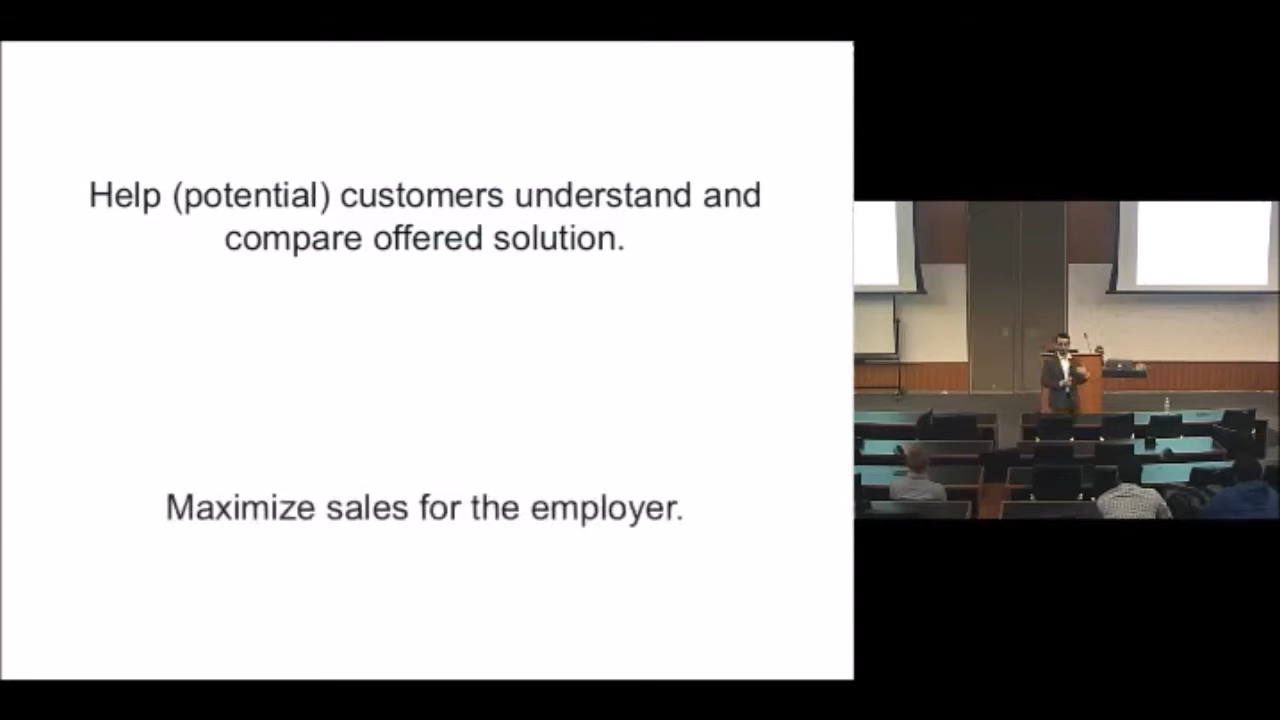 Help (potential) customers understand and
compare offered solution.
Maximize sales for the employer.